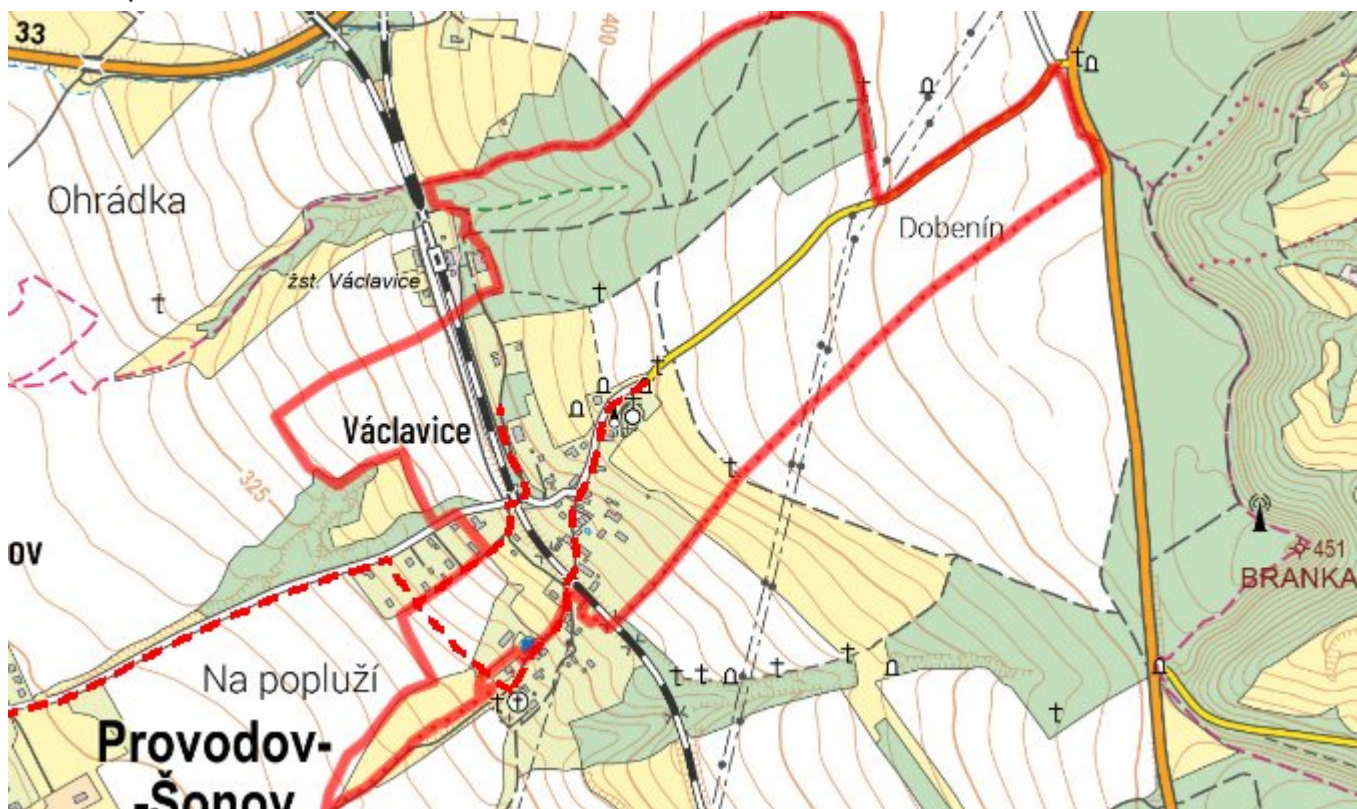 33
400
Ohrádka
Dobenín
žst. Václavice
Václavice
325
OV
451
BRANKA
Na popluží
Provodov-
-Šonov